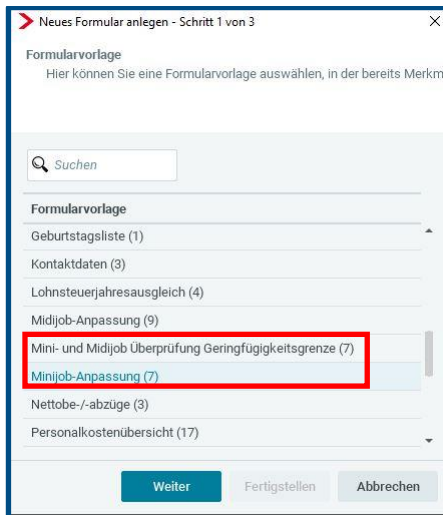 Neues Formular anlegen - Schritt 1 von 3
Formularvorlage
Hier können Sie eine Formularvorlage auswählen, in der bereits Merkm
Suchen
Formularvorlage
Geburtstagsliste (1)
Kontaktdaten (3)
Lohnsteuerjahresausgleich (4)
Midijob-Anpassung (9)
Mini- und Midijob Überprüfung Geringfügigkeitsgrenze (7)
Minijob-Anpassung (7)
Nettobe-/-abzüge (3)
Personalkostenübersicht (17)
Weiter Fertigstellen Abbrechen